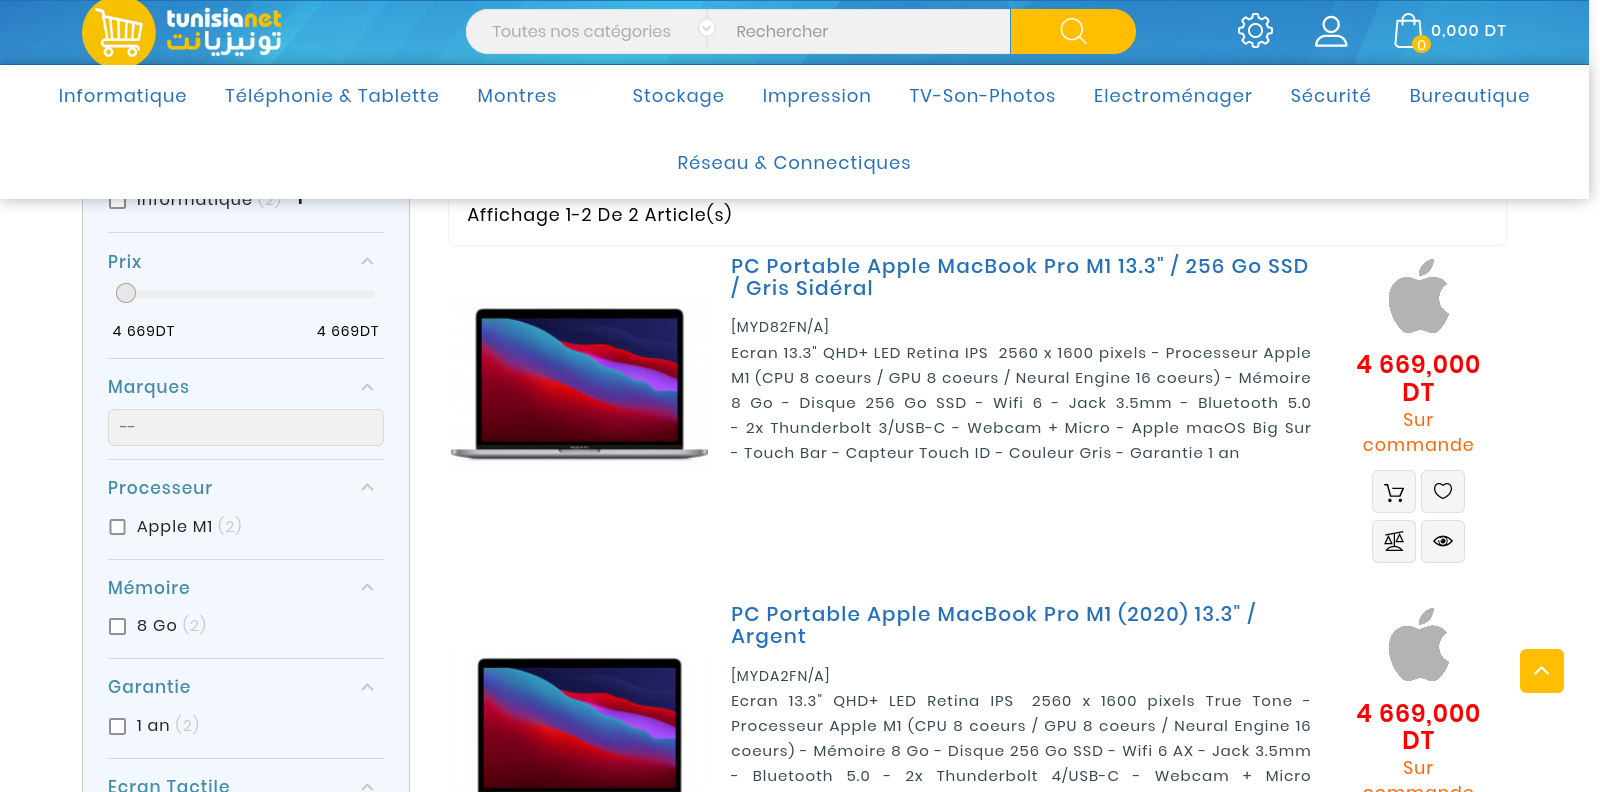 tunisianet
تونيزيانت
Toutes nos catégories
Rechercher
0
0,000 DT
Informatique
Téléphonie & Tablette
Montres
NEW
Stockage
Impression
TV-Son-Photos
Electroménager
Sécurité
Bureautique
Réseau & Connectiques
Informatique (2)
Prix
4 669DT
4 669DT
Marques
--
Processeur
Apple M1 (2)
Mémoire
8 Go (2)
Garantie
1 an (2)
Ecran Tactile
Affichage 1-2 De 2 Article(s)
PC Portable Apple MacBook Pro M1 13.3" / 256 Go SSD
/ Gris Sidéral
[MYD82FN/A]
Ecran 13.3" QHD+ LED Retina IPS 2560 x 1600 pixels - Processeur Apple
M1 (CPU 8 coeurs / GPU 8 coeurs / Neural Engine 16 coeurs) - Mémoire
8 Go - Disque 256 Go SSD - Wifi 6 - Jack 3.5mm - Bluetooth 5.0
- 2x Thunderbolt 3/USB-C - Webcam + Micro - Apple macOS Big Sur
- Touch Bar - Capteur Touch ID - Couleur Gris - Garantie 1 an
4 669,000
DT
Sur
commande
PC Portable Apple MacBook Pro M1 (2020) 13.3" /
Argent
[MYDA2FN/A]
Ecran 13.3" QHD+ LED Retina IPS 2560 x 1600 pixels True Tone -
Processeur Apple M1 (CPU 8 coeurs / GPU 8 coeurs / Neural Engine 16
coeurs) - Mémoire 8 Go - Disque 256 Go SSD - Wifi 6 AX - Jack 3.5mm
- Bluetooth 5.0 - 2x Thunderbolt 4/USB-C - Webcam + Micro
4 669,000
DT
Sur
commande